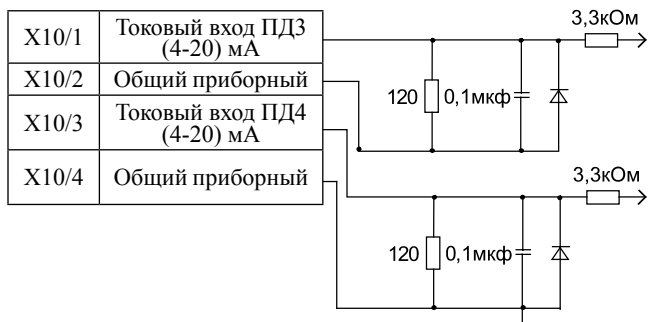 3,3кОм
X10/1 Токовый вход ПД3
(4-20) мА
X10/2 Общий приборный
120 0,1мкф
X10/3 Токовый вход ПД4
(4-20) мА
X10/4 Общий приборный
3,3кОм
120 0,1мкф